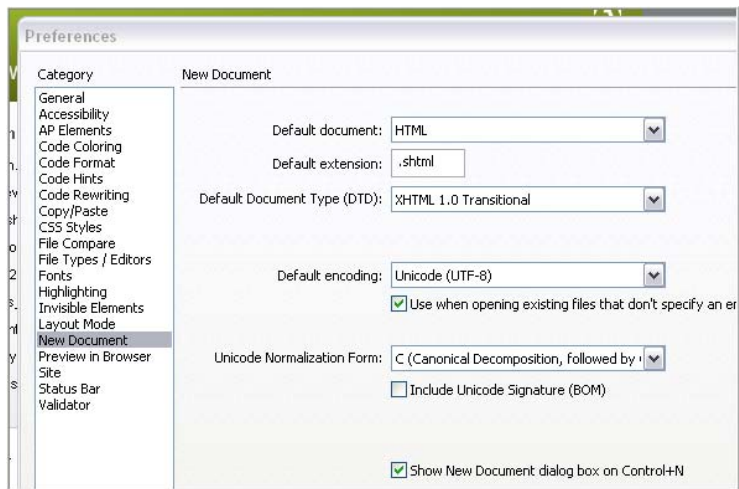 Preferences
Category
General
Accessibility
AP Elements
Code Coloring
Code Format
Code Hints
Code Rewriting
Copy/Paste
CSS Styles
File Compare
File Types / Editors
Fonts
Highlighting
Invisible Elements
Layout Mode
New Document
Preview in Browser
Site
Status Bar
Validator
New Document
Default document: HTML
Default extension: .shtml
Default Document Type (DTD): XHTML 1.0 Transitional
Default encoding: Unicode (UTF-8)
Use when opening existing files that don't specify an
Unicode Normalization Form: C (Canonical Decomposition, followed by
Include Unicode Signature (BOM)
Show New Document dialog box on Control+N